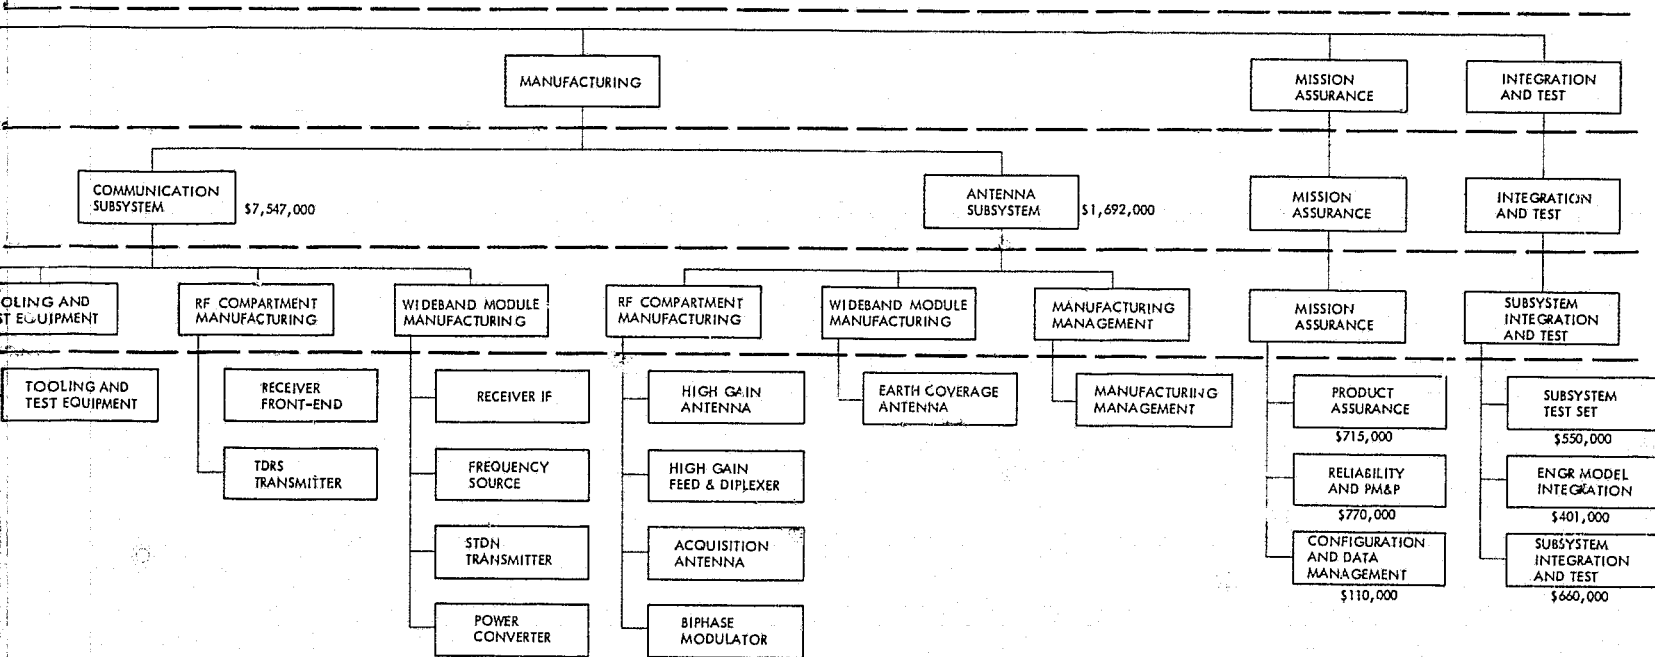 MANUFACTURING
MISSION
ASSURANCE
INTEGRATION
AND TEST
COMMUNICATION
SUBSYSTEM
$7,547,000
ANTENNA
SUBSYSTEM
$1,692,000
MISSION
ASSURANCE
INTEGRATION
AND TEST
OLING AND
ST EQUIPMENT
RF COMPARTMENT
MANUFACTURING
WIDEBAND MODULE
MANUFACTURING
RF COMPARTMENT
MANUFACTURING
WIDEBAND MODULE
MANUFACTURING
MANUFACTURING
MANAGEMENT
MISSION
ASSURANCE
SUBSYSTEM
INTEGRATION
AND TEST
TOOLING AND
TEST EQUIPMENT
RECEIVER
FRONT-END
TDRS
TRANSMITTER
RECEIVER IF
FREQUENCY
SOURCE
STDN
TRANSMITTER
POWER
CONVERTER
HIGH GAIN
ANTENNA
HIGH GAIN
FEED & DIPLEXER
ACQUISITION
ANTENNA
BIPHASE
MODULATOR
EARTH COVERAGE
ANTENNA
MANUFACTURING
MANAGEMENT
PRODUCT
ASSURANCE
$715,000
RELIABILITY
AND PM&P
$770,000
CONFIGURATION
AND DATA
MANAGEMENT
$110,000
SUBSYSTEM
TEST SET
$550,000
ENGR MODEL
INTEGRATION
$401,000
SUBSYSTEM
INTEGRATION
AND TEST
$660,000